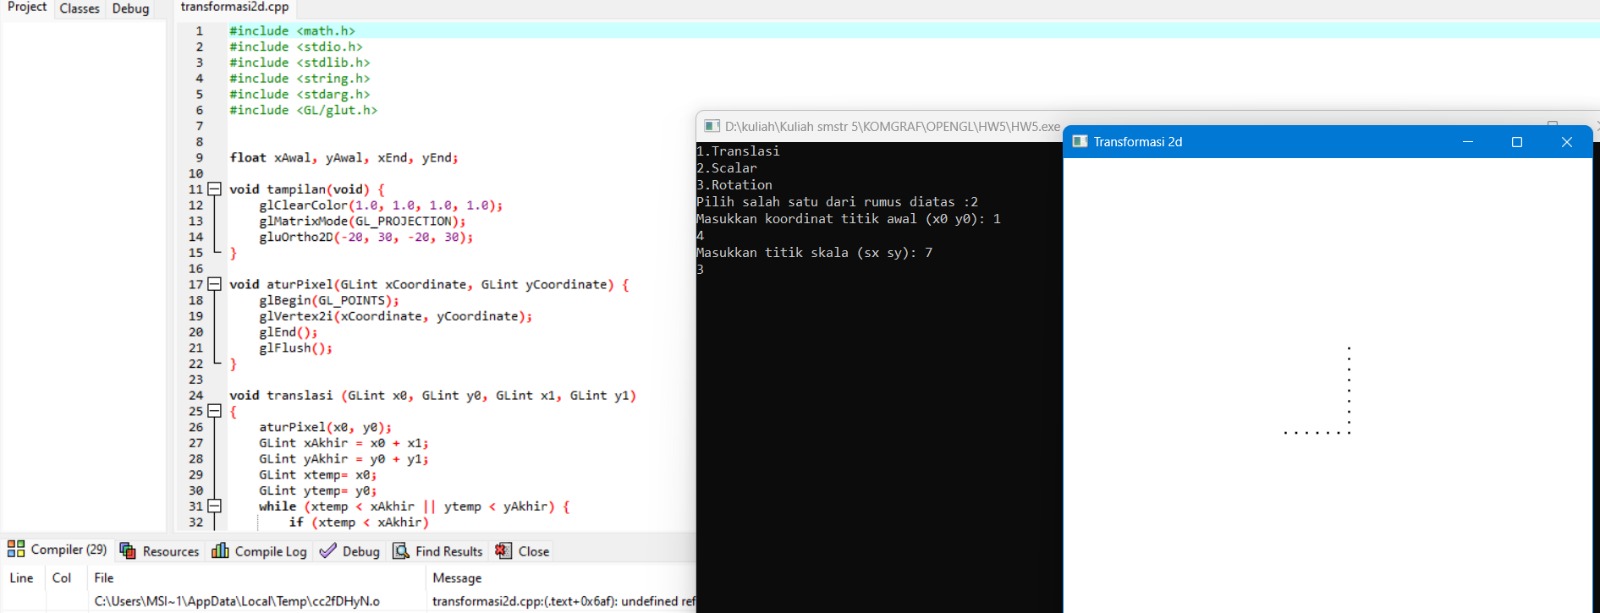 Project Classes Debug
transformasi2d.cpp
1 #include <math.h>
2 #include <stdio.h>
3 #include <stdlib.h>
4 #include <string.h>
5 #include <stdarg.h>
6 #include <GL/glut.h>
7
8
9 float xAwal, yAwal, xEnd, yEnd;
10
11 void tampilan(void) {
12 glClearColor(1.0, 1.0, 1.0, 1.0);
13 glMatrixMode(GL_PROJECTION);
14 gluOrtho2D(-20, 30, -20, 30);
15 }
16
17 void aturPixel(GLint xCoordinate, GLint yCoordinate) {
18 glBegin(GL_POINTS);
19 glVertex2i(xCoordinate, yCoordinate);
20 glEnd();
21 glFlush();
22 }
23
24 void translasi (GLint x0, GLint y0, GLint x1, GLint y1)
25 {
26 aturPixel(x0, y0);
27 GLint xAkhir = x0 + x1;
28 GLint yAkhir = y0 + y1;
29 GLint xtemp= x0;
30 GLint ytemp= y0;
31 while (xtemp < xAkhir || ytemp < yAkhir) {
32 if (xtemp < xAkhir)
D:\kuliah\Kuliah smstr 5\KOMGRAF\OPENGL\HW5\HW5.exe
1.Translasi
2.Scalar
3.Rotation
Pilih salah satu dari rumus diatas :2
Masukkan koordinat titik awal (x0 y0): 1
4
Masukkan titik skala (sx sy): 7
3
Transformasi 2d
Compiler (29) Resources Compile Log Debug Find Results Close
Line Col File Message
C:\Users\MSI~1\AppData\Local\Temp\cc2fDHyN.o transformasi2d.cpp:(.text+0x6af): undefined ref